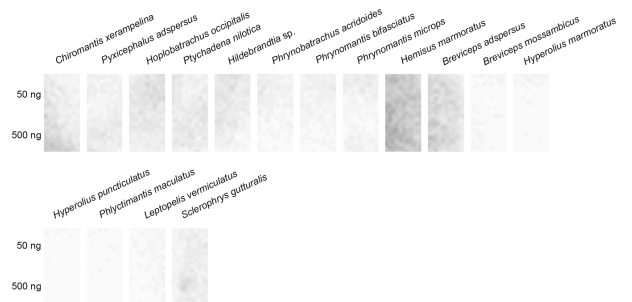 Chiromantis xerampelina
Pyxicephalus adspersus
Hoplobatrachus occipitalis
Ptychadena nilotica
Hildebrandtia sp.
Phrynobatrachus acridoides
Phrynomantis bifasciatus
Phrynomantis microps
Hemisus marmoratus
Breviceps adspersus
Breviceps mossambicus
Hyperolius marmoratus
50 ng
500 ng
Hyperolius puncticulatus
Phlyctimantis maculatus
Leptopelis vermiculatus
Sclerophrys gutturalis
50 ng
500 ng